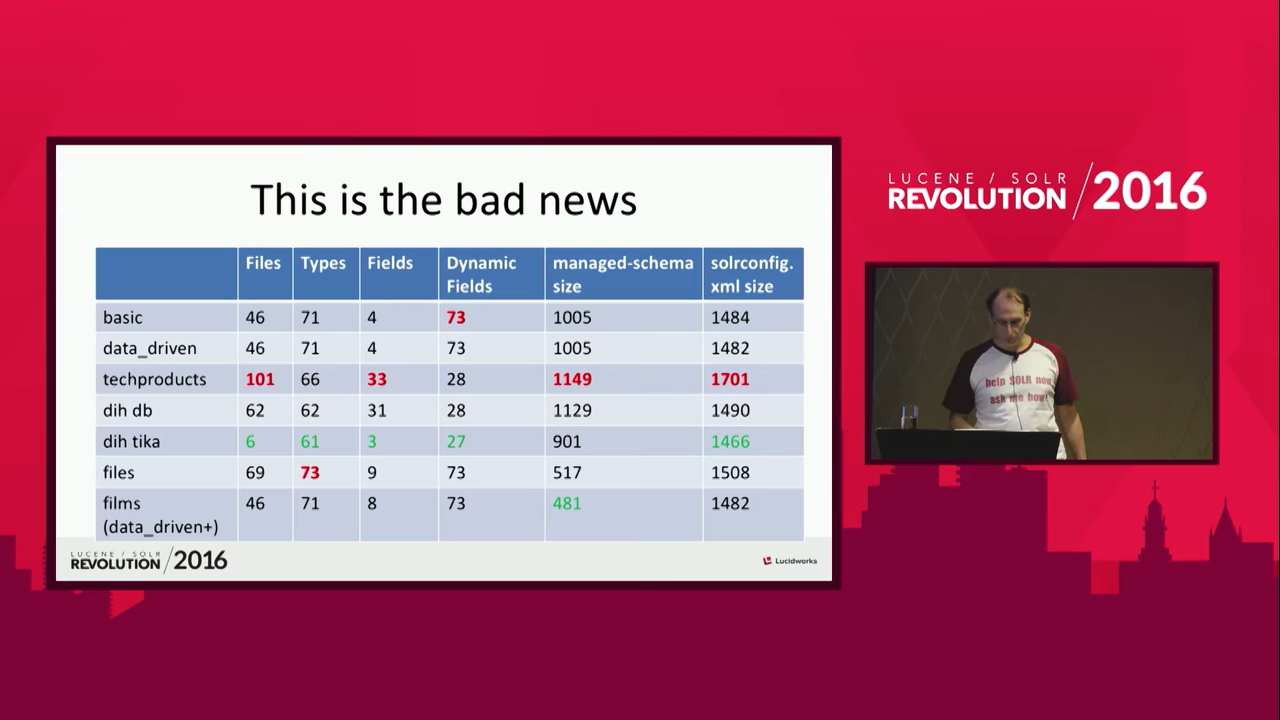 This is the bad news
Files Types Fields Dynamic Fields managed-schema size solrconfig.xml size
basic 46 71 4 73 1005 1484
data_driven 46 71 4 73 1005 1482
techproducts 101 66 33 28 1149 1701
dih db 62 62 31 28 1129 1490
dih tika 6 61 3 27 901 1466
files 69 73 9 73 517 1508
films (data_driven+) 46 71 8 73 481 1482
LUCENE / SOLR
REVOLUTION / 2016
Lucidworks
LUCENE / SOLR
REVOLUTION / 2016
help SOLR now
ask me how!